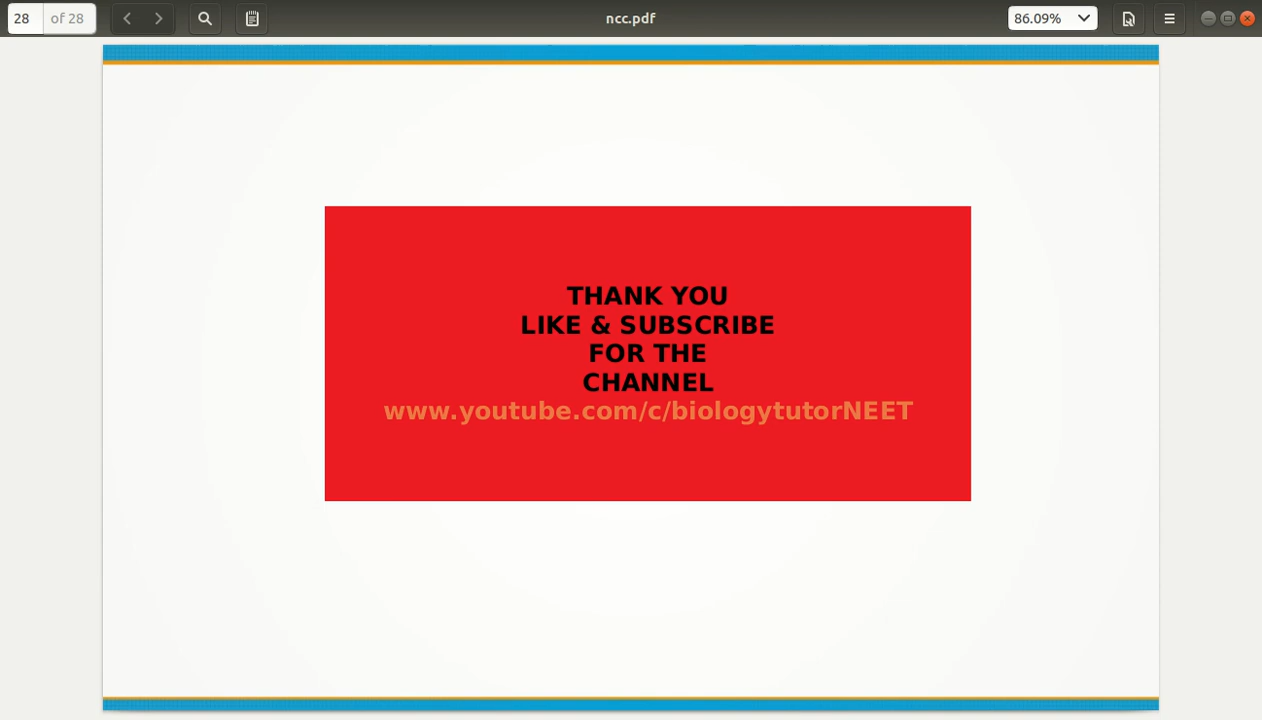 28 of 28 ncc.pdf 86.09%
THANK YOU
LIKE & SUBSCRIBE
FOR THE
CHANNEL
www.youtube.com/c/biologytutorNEET